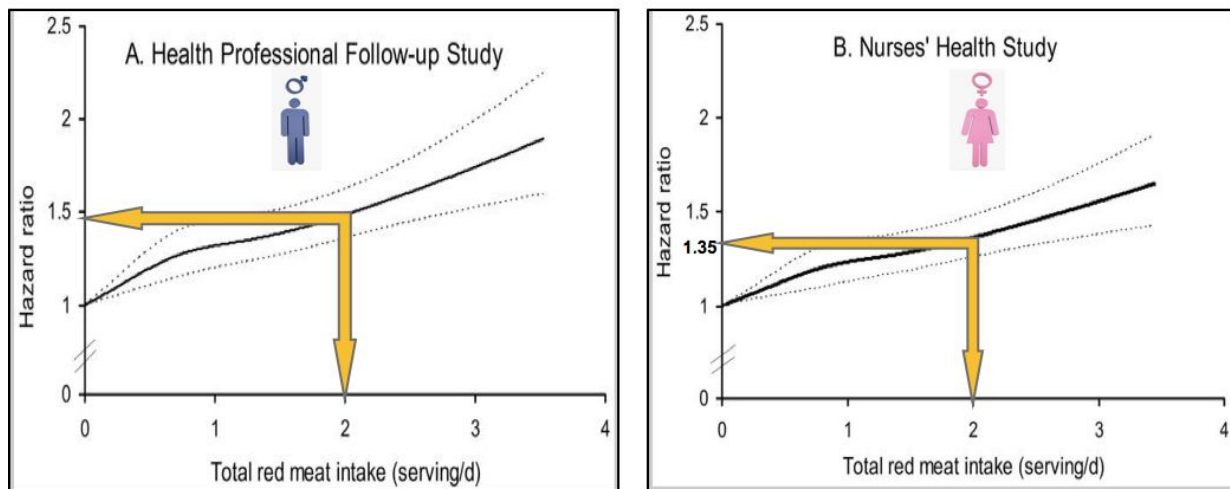 A. Health Professional Follow-up Study
2.5
2
1.5
1
0
Hazard ratio
0 1 2 3 4
Total red meat intake (serving/d)
B. Nurses' Health Study
2.5
2
1.5
1.35
1
0
Hazard ratio
0 1 2 3 4
Total red meat intake (serving/d)